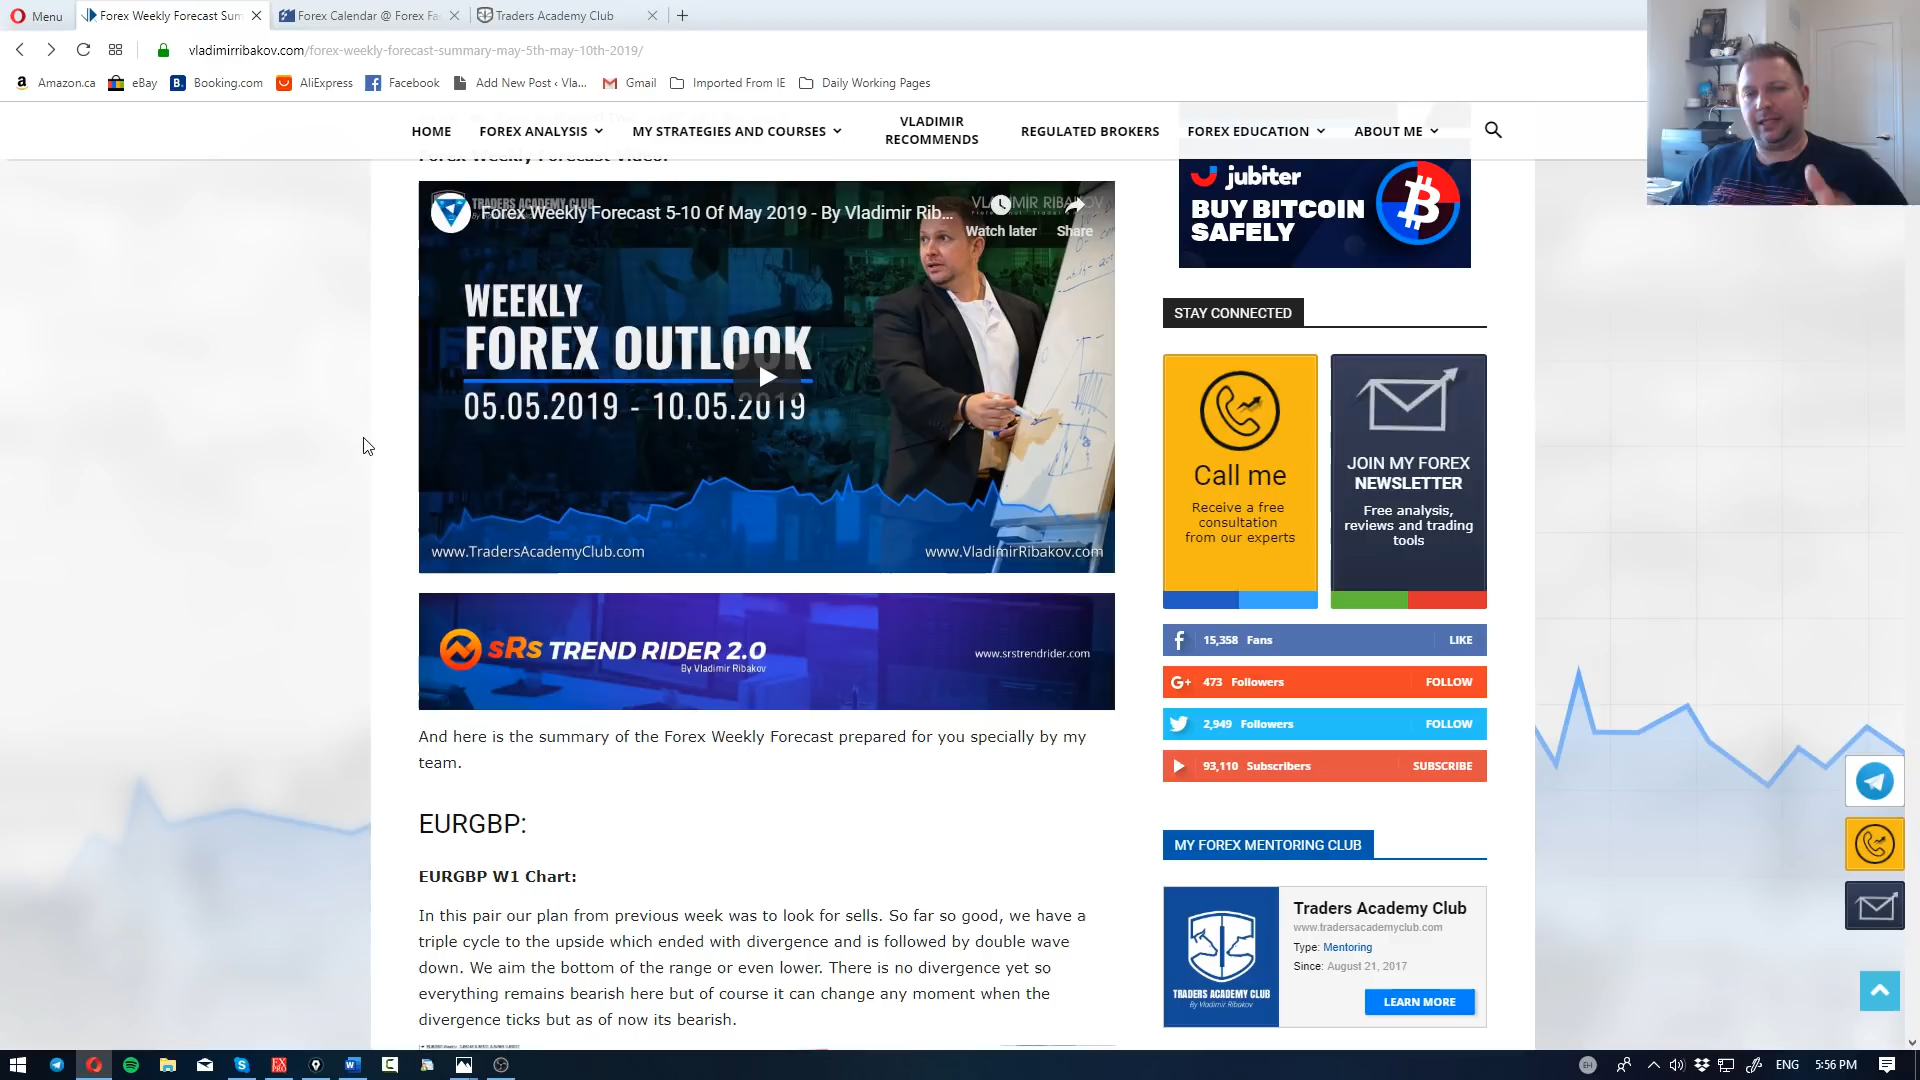 Menu
Forex Weekly Forecast Sum
Forex Calendar @ Forex Fa
Traders Academy Club
vladimirribakov.com/forex-weekly-forecast-summary-may-5th-may-10th-2019/
Amazon.ca
eBay
Booking.com
AliExpress
Facebook
Add New Post ‹ Vla...
Gmail
Imported From IE
Daily Working Pages
HOME
FOREX ANALYSIS
MY STRATEGIES AND COURSES
VLADIMIR
RECOMMENDS
REGULATED BROKERS
FOREX EDUCATION
ABOUT ME
Forex Weekly Forecast Video:
Forex Weekly Forecast 5-10 Of May 2019 - By Vladimir Rib...
Watch later
Share
WEEKLY
FOREX OUTLOOK
05.05.2019 - 10.05.2019
www.TradersAcademyClub.com
www.VladimirRibakov.com
sRs TREND RIDER 2.0
By Vladimir Ribakov
www.srstrendrider.com
And here is the summary of the Forex Weekly Forecast prepared for you specially by my
team.
EURGBP:
EURGBP W1 Chart:
In this pair our plan from previous week was to look for sells. So far so good, we have a
triple cycle to the upside which ended with divergence and is followed by double wave
down. We aim the bottom of the range or even lower. There is no divergence yet so
everything remains bearish here but of course it can change any moment when the
divergence ticks but as of now its bearish.
jubiter
BUY BITCOIN
SAFELY
STAY CONNECTED
Call me
Receive a free
consultation
from our experts
JOIN MY FOREX
NEWSLETTER
Free analysis,
reviews and trading
tools
15,358 Fans
LIKE
473 Followers
FOLLOW
2,949 Followers
FOLLOW
93,110 Subscribers
SUBSCRIBE
MY FOREX MENTORING CLUB
TRADERS ACADEMY CLUB
By Vladimir Ribakov
Traders Academy Club
www.tradersacademyclub.com
Type: Mentoring
Since: August 21, 2017
LEARN MORE
ENG
5:56 PM